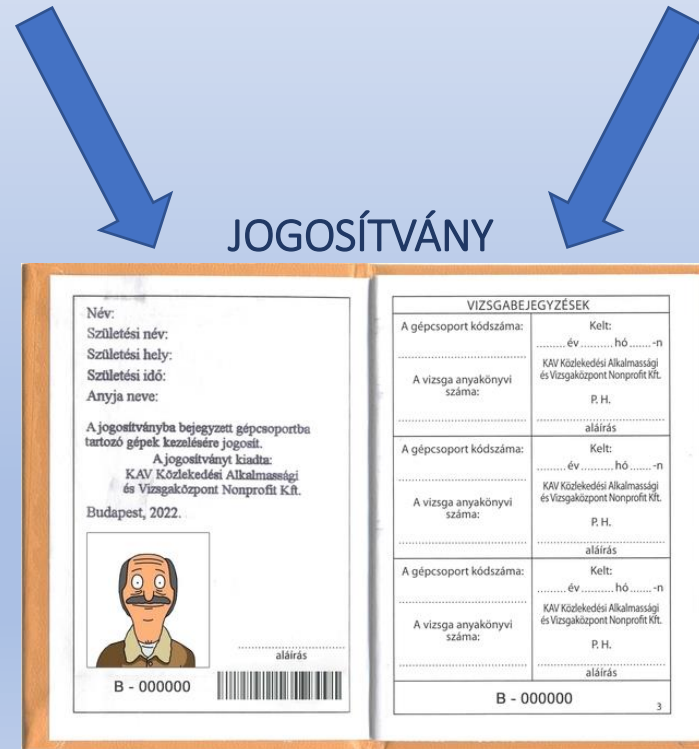 JOGOSÍTVÁNY
Név:
Születési név:
Születési hely:
Születési idő:
Anyja neve:
A jogosítványba bejegyzett gépcsoportba
tartozó gépek kezelésére jogosít.
A jogosítványt kiadta:
KAV Közlekedési Alkalmassági
és Vizsgaközpont Nonprofit Kft.
Budapest, 2022.
aláírás
B - 000000
VIZSGABEJEGYZÉSEK
A gépcsoport kódszáma:
A vizsga anyakönyvi
száma:
Kelt:
......... év .......... hó .......-n
KAV Közlekedési Alkalmassági
és Vizsgaközpont Nonprofit Kft.
P. H.
aláírás
A gépcsoport kódszáma:
A vizsga anyakönyvi
száma:
Kelt:
......... év .......... hó .......-n
KAV Közlekedési Alkalmassági
és Vizsgaközpont Nonprofit Kft.
P. H.
aláírás
A gépcsoport kódszáma:
A vizsga anyakönyvi
száma:
Kelt:
......... év .......... hó .......-n
KAV Közlekedési Alkalmassági
és Vizsgaközpont Nonprofit Kft.
P. H.
aláírás
B - 000000
3